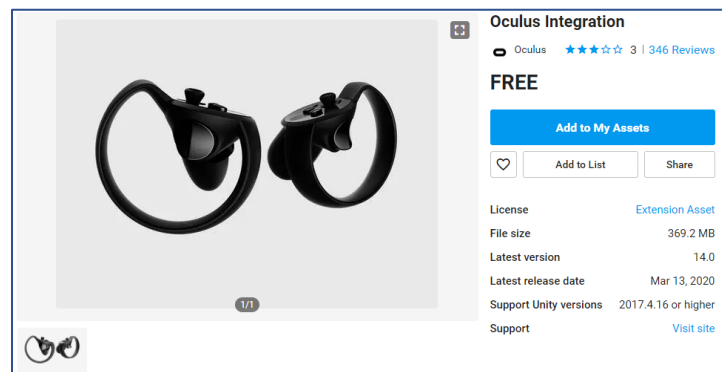 Oculus Integration
Oculus 3 | 346 Reviews
FREE
Add to My Assets
Add to List Share
License Extension Asset
File size 369.2 MB
Latest version 14.0
Latest release date Mar 13, 2020
Support Unity versions 2017.4.16 or higher
Support Visit site
1/1